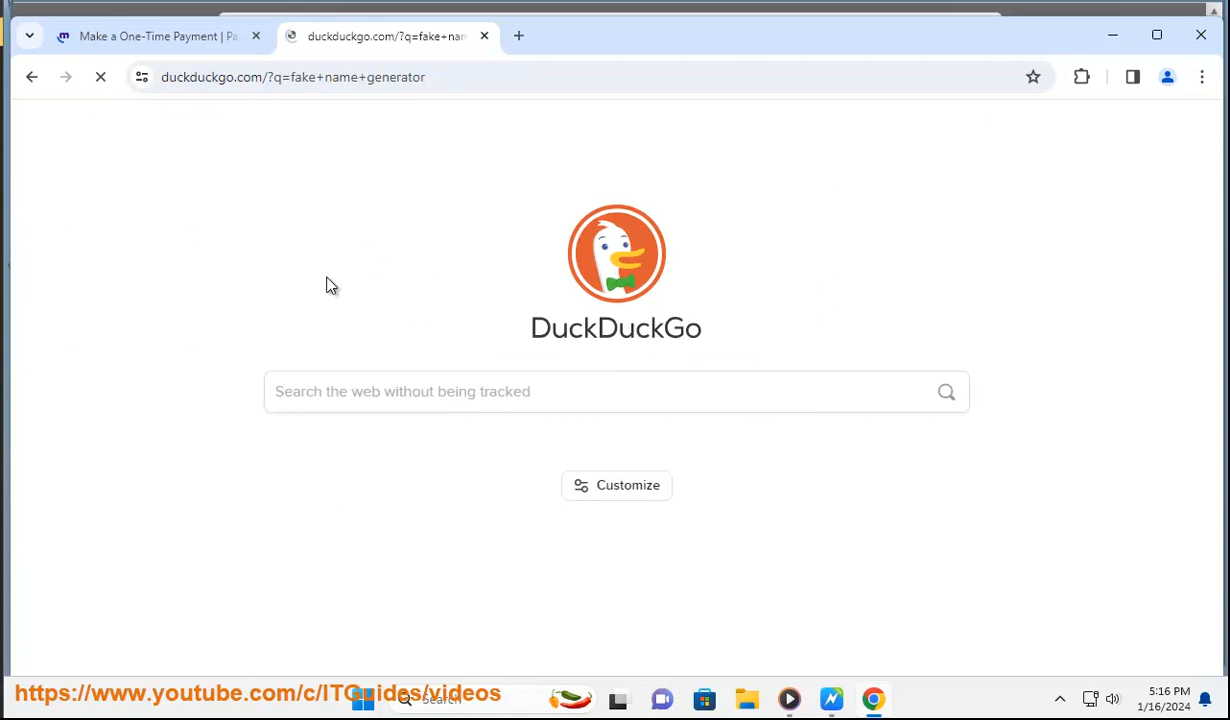 Make a One-Time Payment | Pa
duckduckgo.com/?q=fake+nan
duckduckgo.com/?q=fake+name+generator
DuckDuckGo
Search the web without being tracked
Customize
https://www.youtube.com/c/ITGuides/videos
Search
5:16 PM
1/16/2024